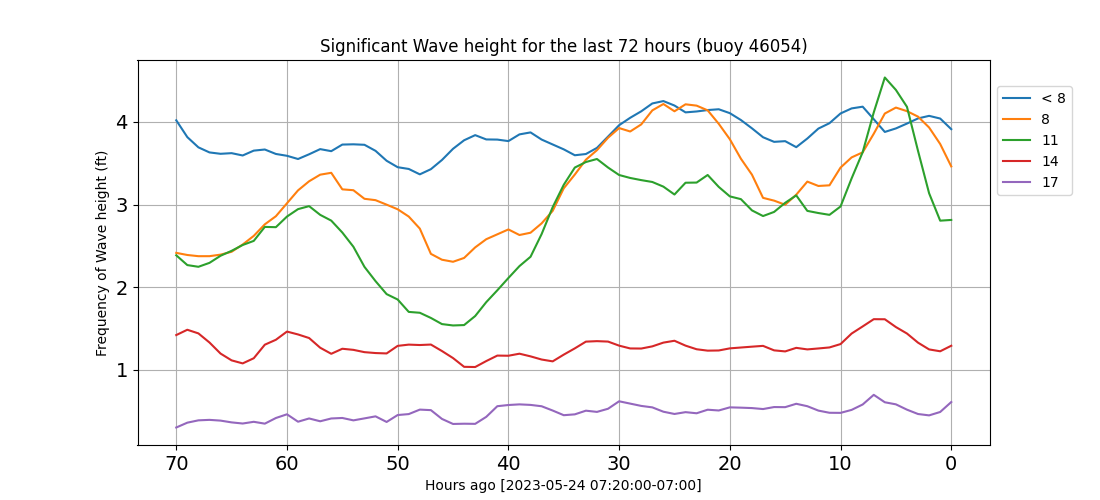 Significant Wave height for the last 72 hours (buoy 46054)
Frequency of Wave height (ft)
4
3
2
1
70 60 50 40 30 20 10 0
Hours ago [2023-05-24 07:20:00-07:00]
< 8
8
11
14
17